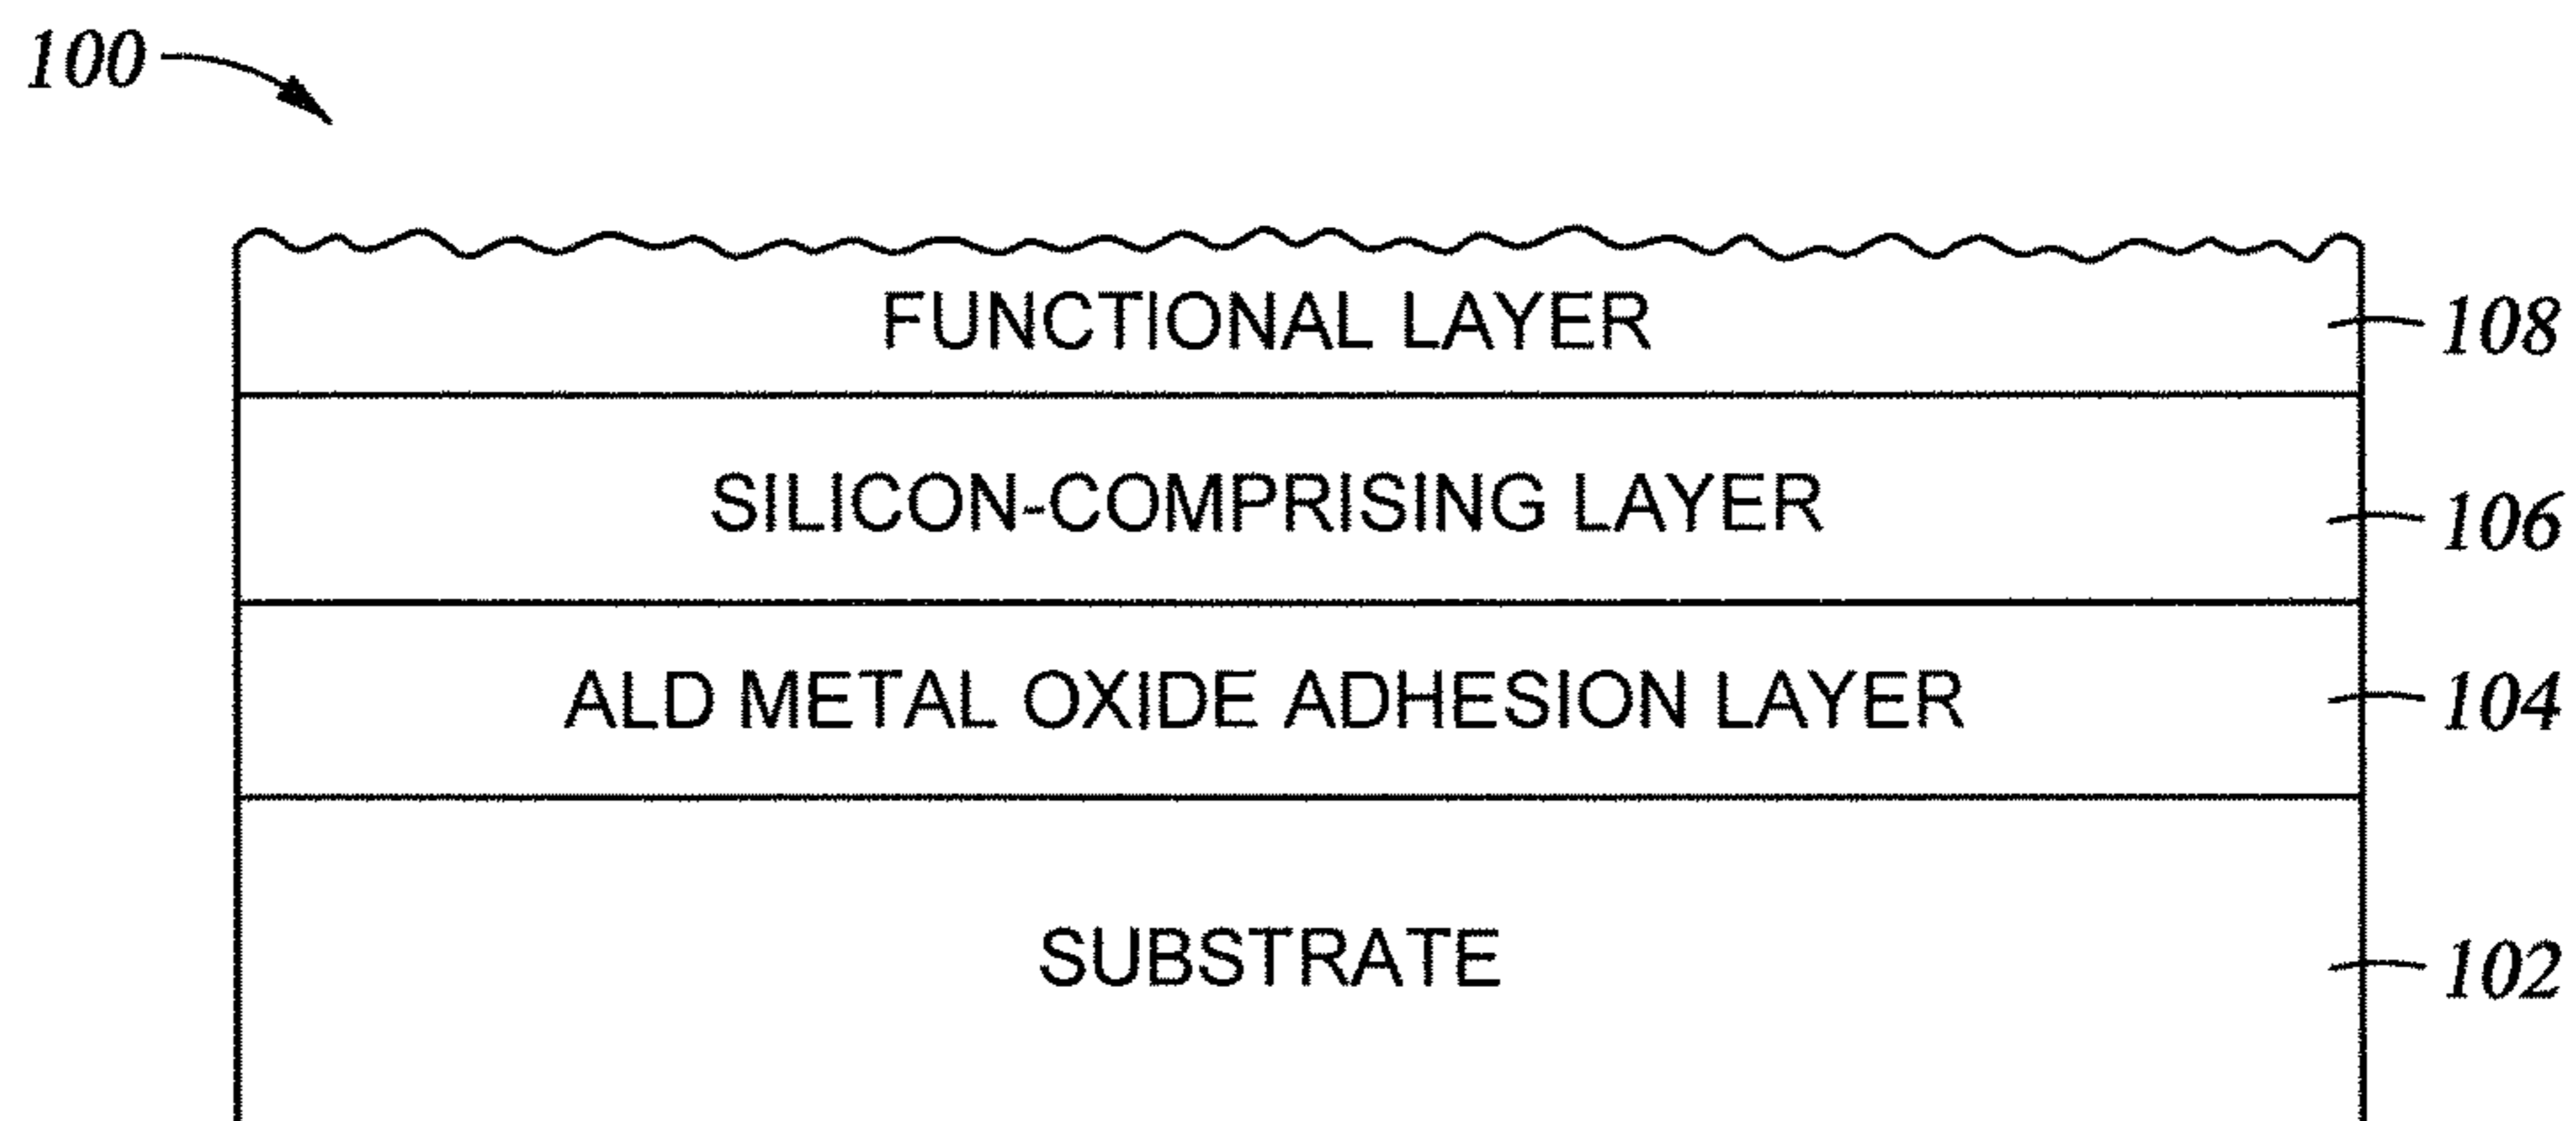 100
FUNCTIONAL LAYER 108
SILICON-COMPRISING LAYER 106
ALD METAL OXIDE ADHESION LAYER 104
SUBSTRATE 102